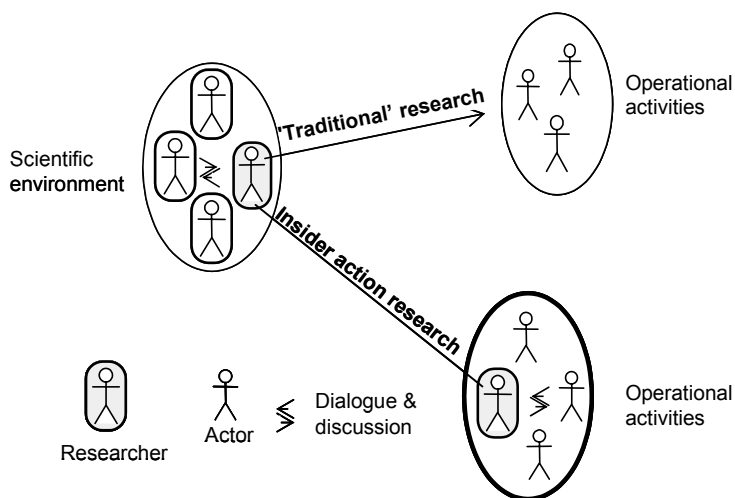 Operational
activities
'Traditional’ research
Scientific
environment
Insider action research
Operational
activities
Dialogue &
discussion
Actor
Researcher